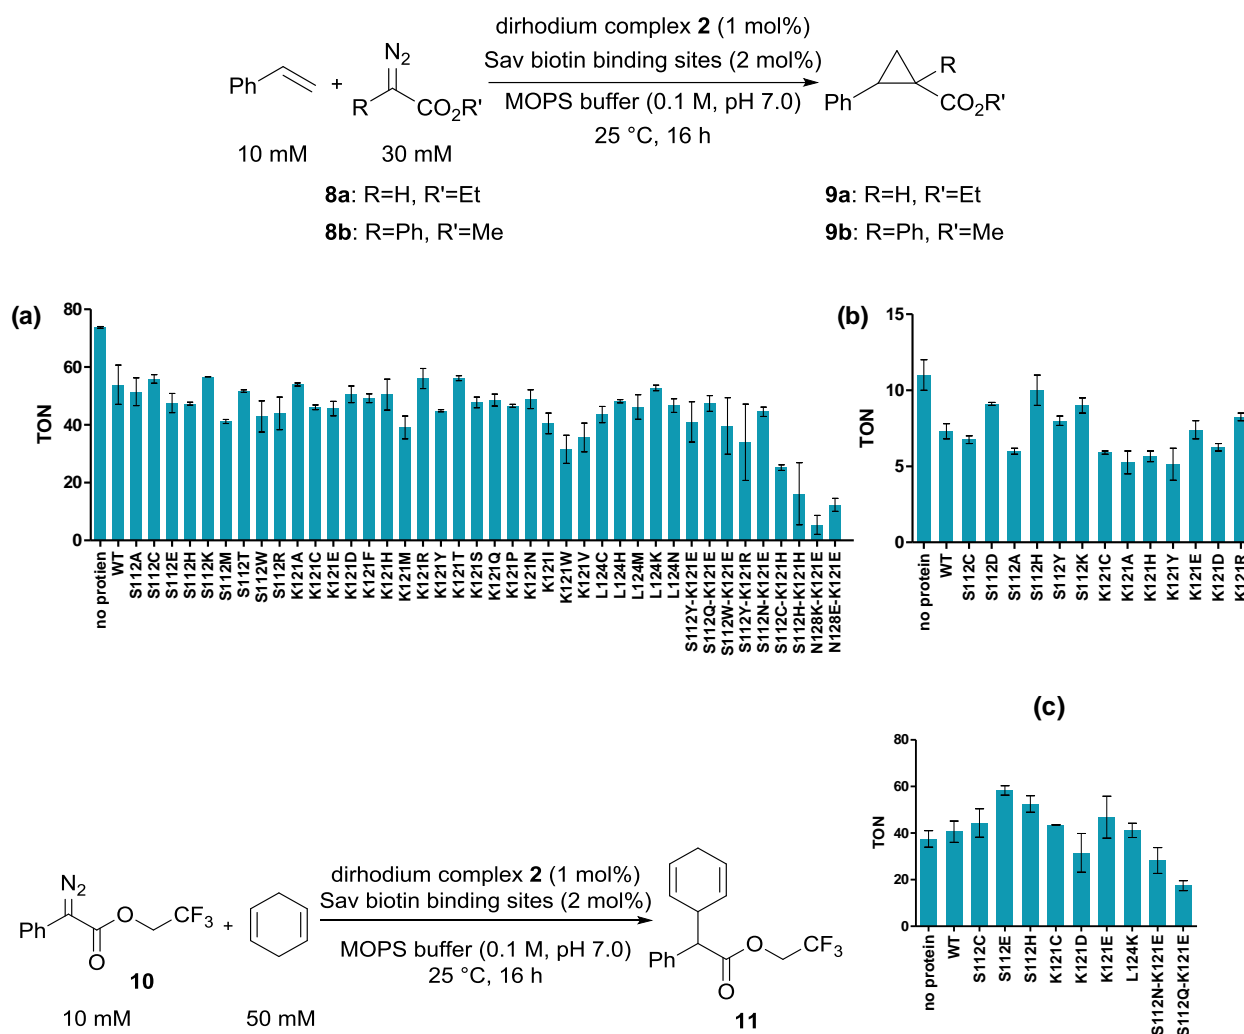 dirhodium complex 2 (1 mol%)
Sav biotin binding sites (2 mol%)
MOPS buffer (0.1 M, pH 7.0)
25 °C, 16 h
Ph
+
N2
R
CO2R'
Ph
R
CO2R'
10 mM
30 mM
8a: R=H, R'=Et
8b: R=Ph, R'=Me
9a: R=H, R'=Et
9b: R=Ph, R'=Me
(a)
TON
80
60
40
20
0
no protien
WT
S112A
S112C
S112E
S112H
S112K
S112M
S112T
S112W
S112R
K121A
K121C
K121E
K121D
K121F
K121H
K121M
K121R
K121Y
K121T
K121S
K121Q
K121P
K121N
K121I
K121W
K121V
L124C
L124H
L124M
L124K
L124N
S112Y-K121E
S112Q-K121E
S112W-K121E
S112Y-K121R
S112N-K121E
S112C-K121H
S112H-K121H
N128K-K121E
N128E-K121E
(b)
TON
15
10
5
0
no protein
WT
S112C
S112D
S112A
S112H
S112Y
S112K
K121C
K121A
K121H
K121Y
K121E
K121D
K121R
(c)
TON
80
60
40
20
0
no protein
WT
S112C
S112E
S112H
K121C
K121D
K121E
L124K
S112N-K121E
S112Q-K121E
N2
Ph
O
CF3
O
10
+
dirhodium complex 2 (1 mol%)
Sav biotin binding sites (2 mol%)
MOPS buffer (0.1 M, pH 7.0)
25 °C, 16 h
Ph
O
CF3
O
11
10 mM
50 mM